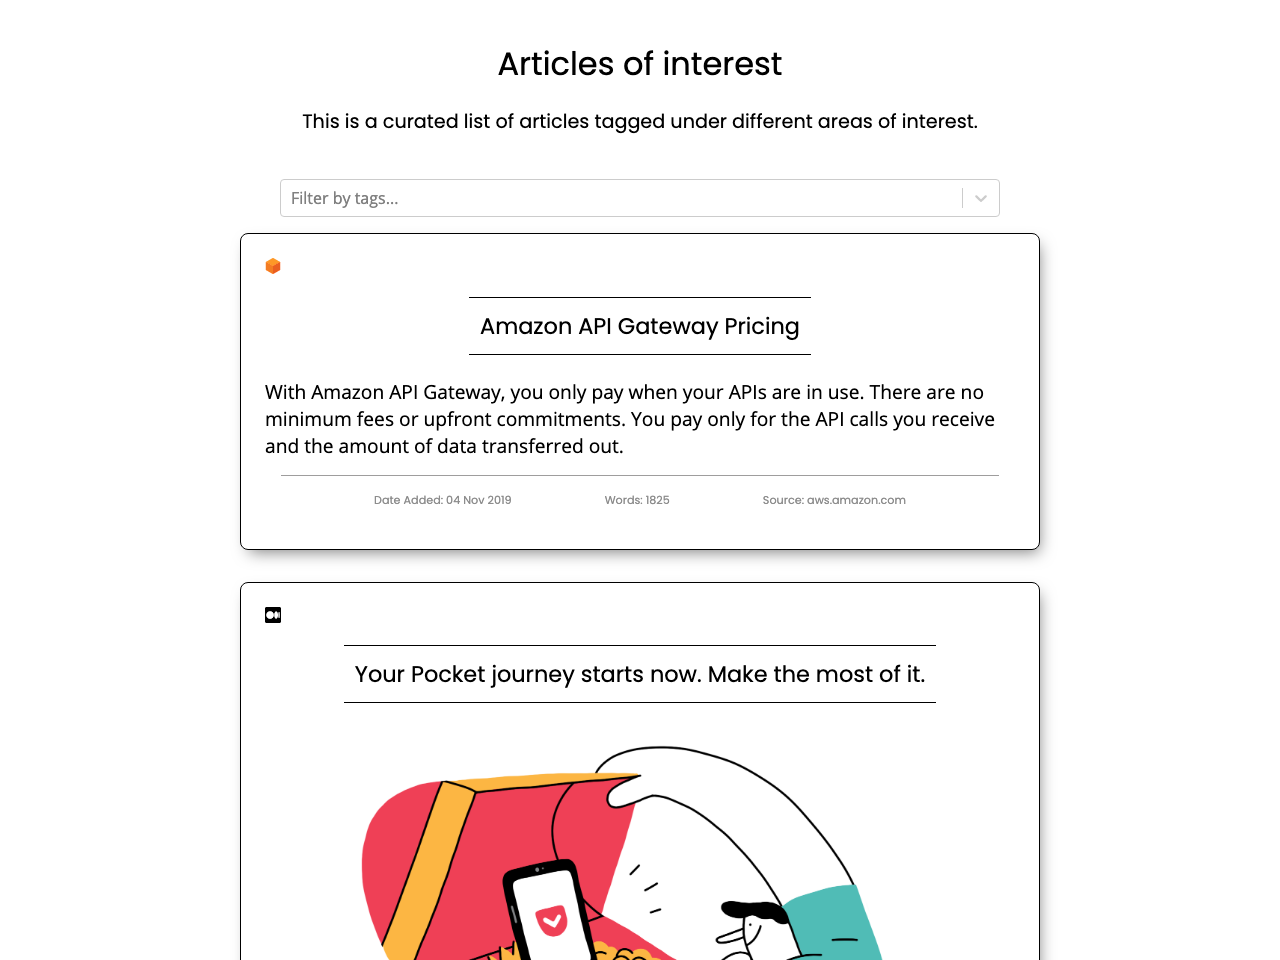 Articles of interest
This is a curated list of articles tagged under different areas of interest.
Filter by tags...
Amazon API Gateway Pricing
With Amazon API Gateway, you only pay when your APIs are in use. There are no
minimum fees or upfront commitments. You pay only for the API calls you receive
and the amount of data transferred out.
Date Added: 04 Nov 2019 Words: 1825 Source: aws.amazon.com
Your Pocket journey starts now. Make the most of it.